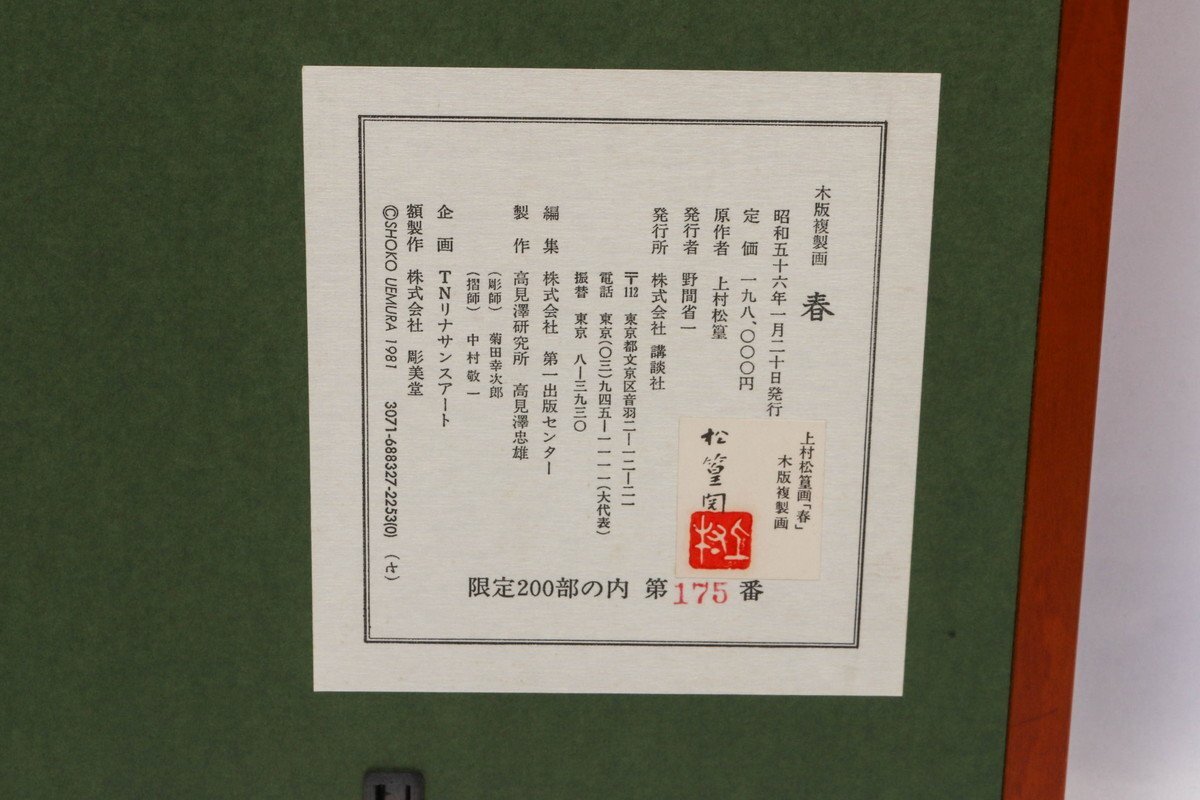 木版複製画 春
昭和五十六年一月二十日発行
定価 一九八、〇〇〇円
原作者 上村松篁
発行者 野間省一
発行所 株式会社 講談社
〒112 東京都文京区音羽二ー一二ー二一
電話 東京(〇三)九四五ー一一一一(大代表)
振替 東京 八ー三九三〇
編集 株式会社 第一出版センター
製作 高見澤研究所 高見澤忠雄
(彫師) 菊田幸次郎
(摺師) 中村敬一
企画 TNリナサンスアート
額製作 株式会社 彫美堂
©SHOKO UEMURA 1981 3071-688327-2253(0) (セ)
上村松篁画「春」
木版複製画
松篁
上村
限定200部の内 第175番